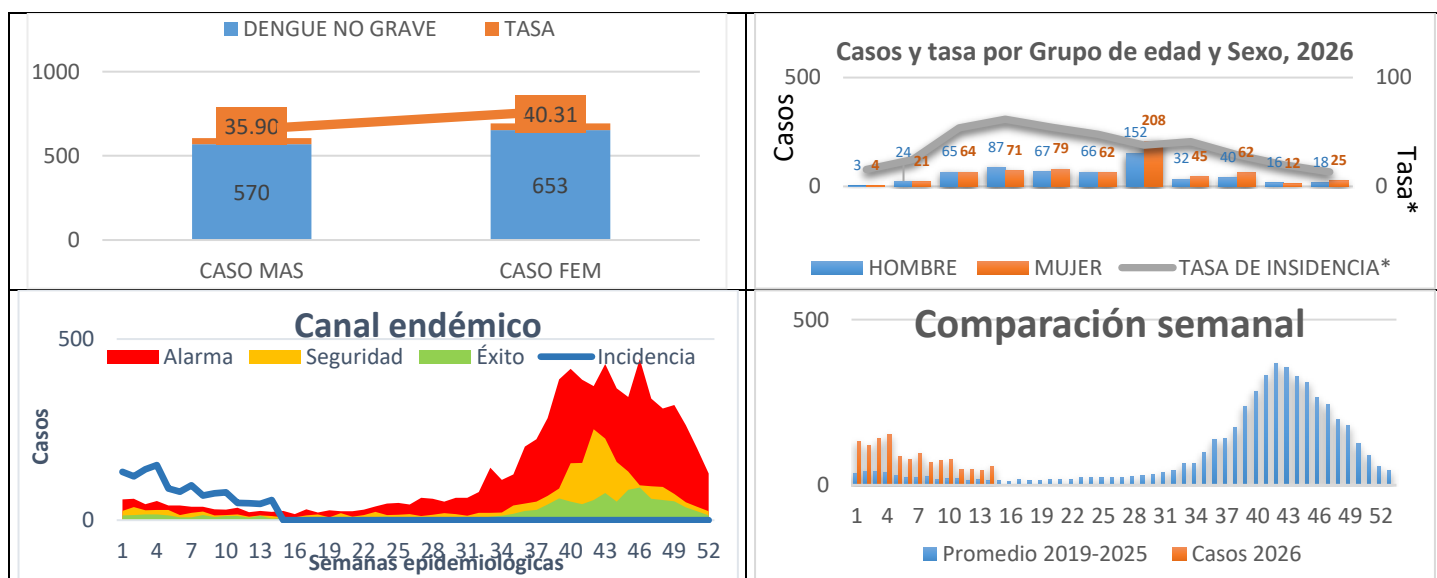 DENGUE NO GRAVE TASA
1000
500
0
35.90
40.31
570
653
CASO MAS CASO FEM
Casos y tasa por Grupo de edad y Sexo, 2026
500
0
Casos
100
0
Tasa*
3 4 24 21 65 64 87 71 67 79 66 62 152 208 32 45 40 62 16 12 18 25
HOMBRE MUJER TASA DE INSIDENCIA*
Canal endémico
500
0
Casos
Alarma Seguridad Éxito Incidencia
1 4 7 10 13 16 19 22 25 28 31 34 37 40 43 46 49 52
Semanas epidemiológicas
Comparación semanal
500
0
1 4 7 10 13 16 19 22 25 28 31 34 37 40 43 46 49 52
Promedio 2019-2025 Casos 2026